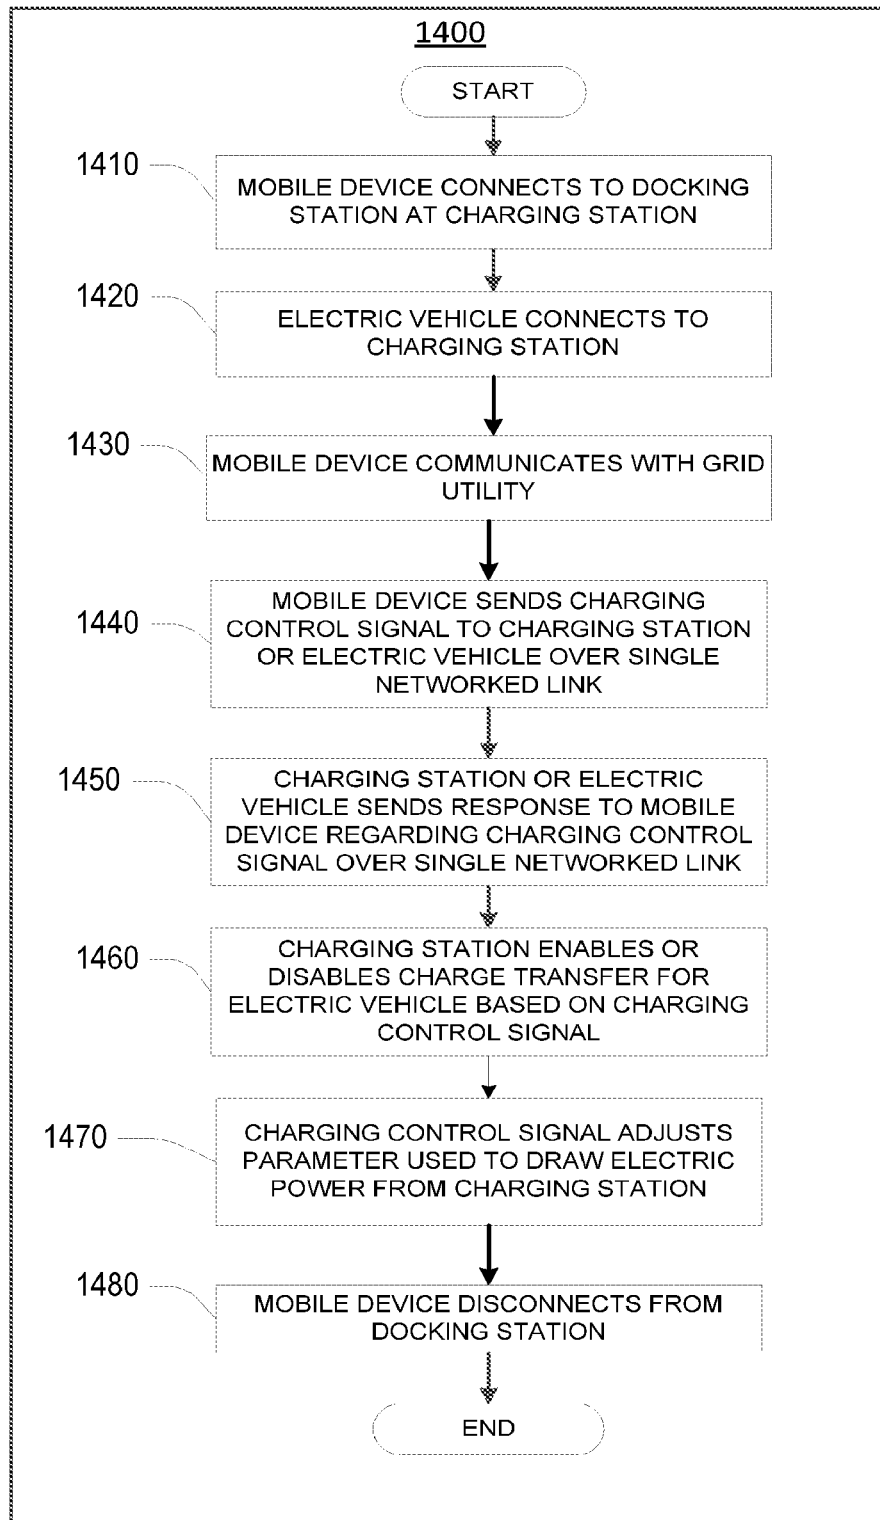 1400
START
1410
MOBILE DEVICE CONNECTS TO DOCKING
STATION AT CHARGING STATION
1420
ELECTRIC VEHICLE CONNECTS TO
CHARGING STATION
1430
MOBILE DEVICE COMMUNICATES WITH GRID
UTILITY
1440
MOBILE DEVICE SENDS CHARGING
CONTROL SIGNAL TO CHARGING STATION
OR ELECTRIC VEHICLE OVER SINGLE
NETWORKED LINK
1450
CHARGING STATION OR ELECTRIC
VEHICLE SENDS RESPONSE TO MOBILE
DEVICE REGARDING CHARGING CONTROL
SIGNAL OVER SINGLE NETWORKED LINK
1460
CHARGING STATION ENABLES OR
DISABLES CHARGE TRANSFER FOR
ELECTRIC VEHICLE BASED ON CHARGING
CONTROL SIGNAL
1470
CHARGING CONTROL SIGNAL ADJUSTS
PARAMETER USED TO DRAW ELECTRIC
POWER FROM CHARGING STATION
1480
MOBILE DEVICE DISCONNECTS FROM
DOCKING STATION
END